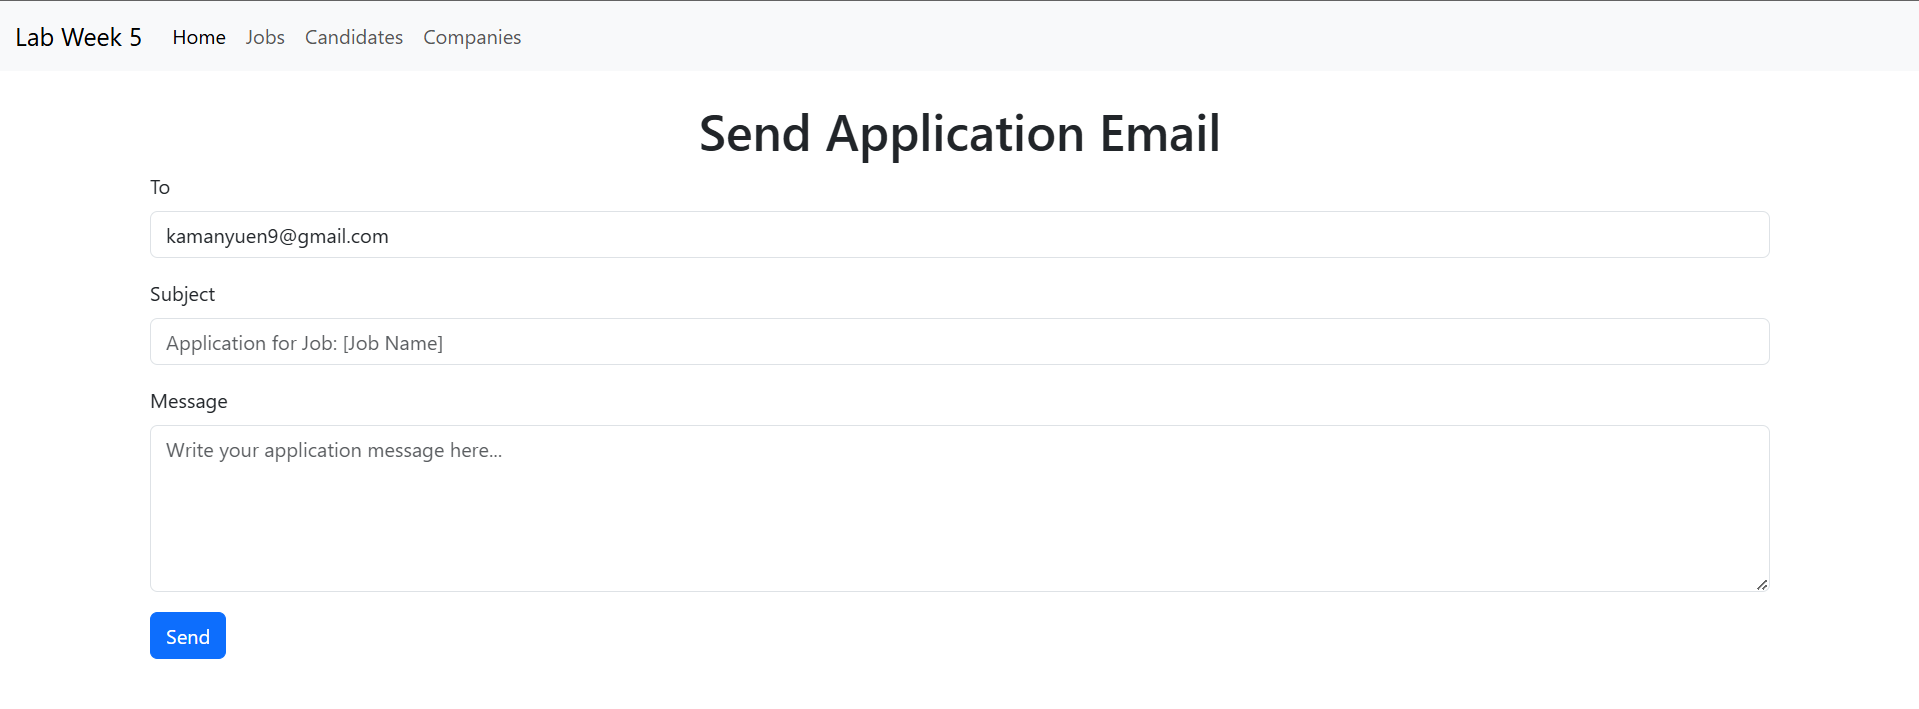 Lab Week 5 Home Jobs Candidates Companies
Send Application Email
To
kamanyuen9@gmail.com
Subject
Application for Job: [Job Name]
Message
Write your application message here...
Send